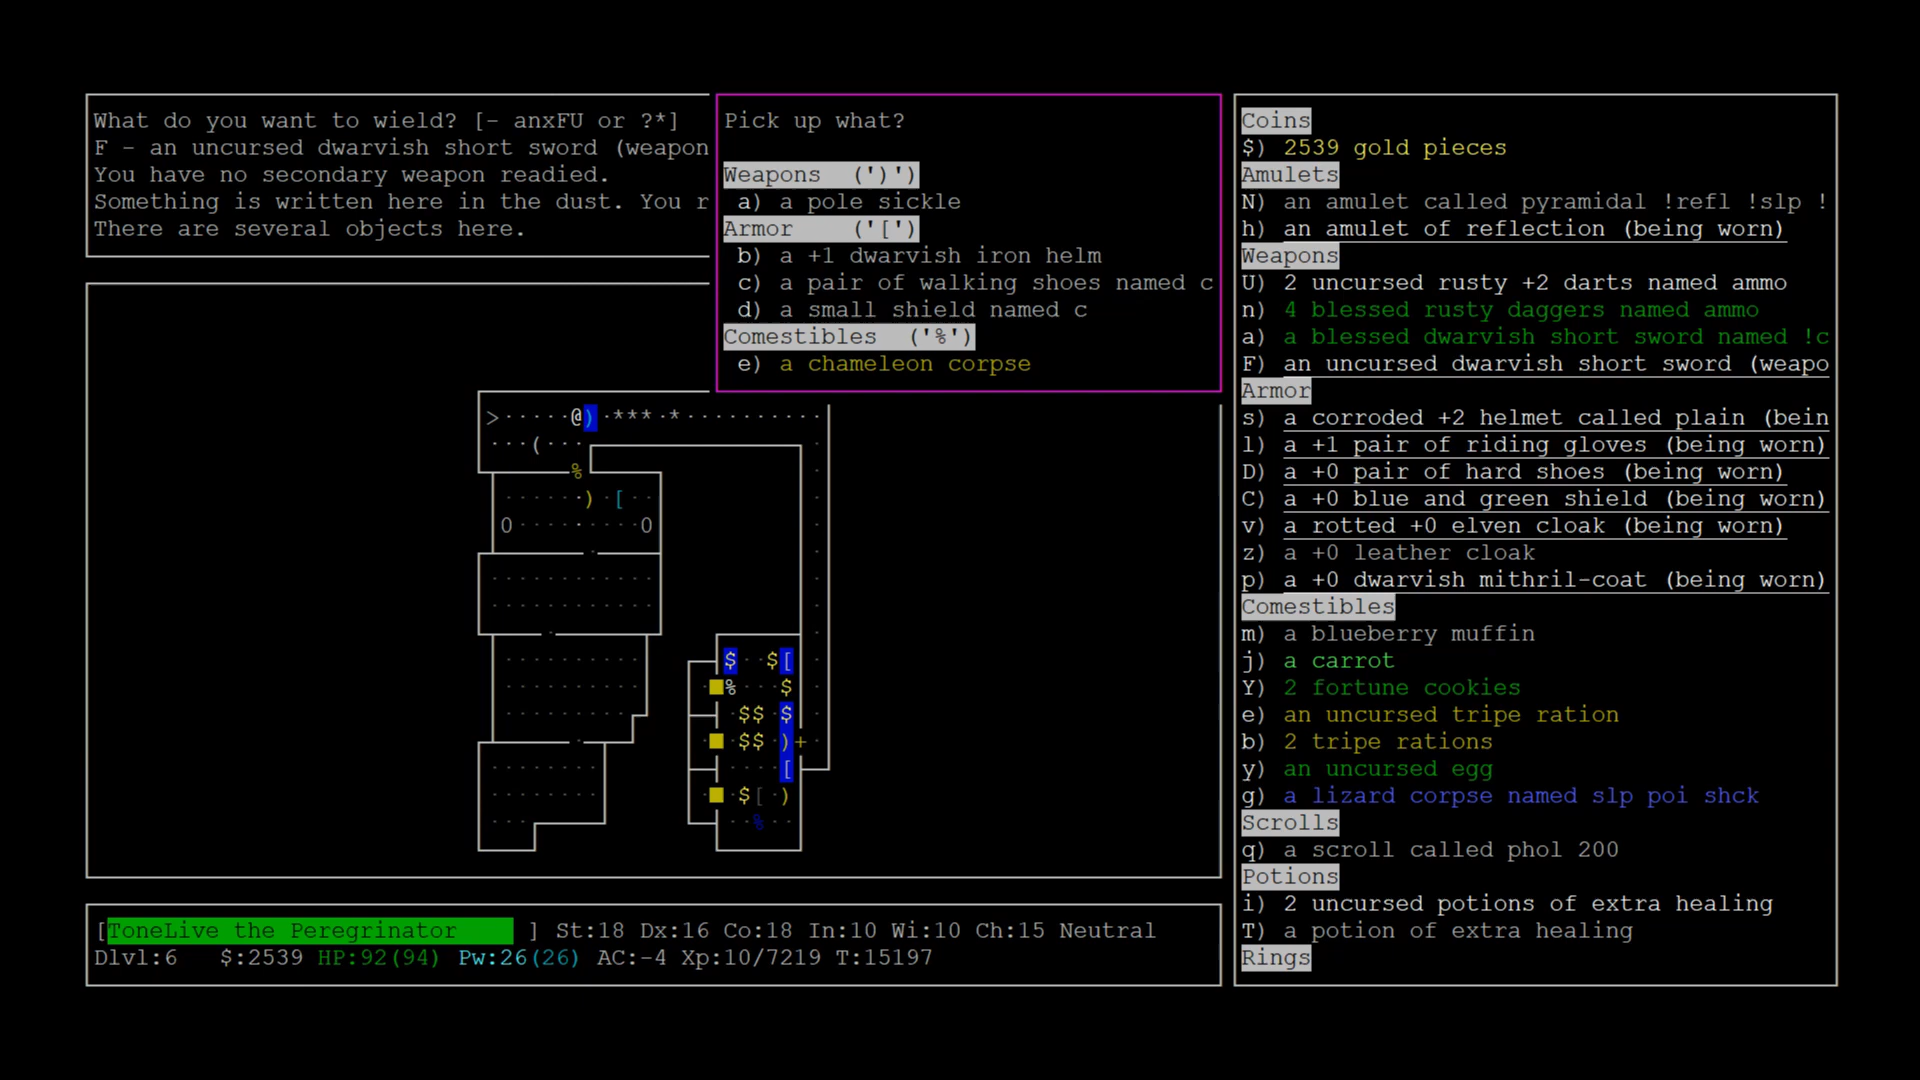 What do you want to wield? [- anxFU or ?*]
F - an uncursed dwarvish short sword (weapon
You have no secondary weapon readied.
Something is written here in the dust. You r
There are several objects here.
Pick up what?
Weapons  (')')
a) a pole sickle
Armor    ('[')
b) a +1 dwarvish iron helm
c) a pair of walking shoes named c
d) a small shield named c
Comestibles  ('%')
e) a chameleon corpse
>·····@) ·***·*··········
···(···
%
······) [··
0·········0
$··$[
%···$
$$ $
$$ )+
····[
$[ ·)
··%··
[ToneLive the Peregrinator     ] St:18 Dx:16 Co:18 In:10 Wi:10 Ch:15 Neutral
Dlvl:6   $:2539 HP:92(94) Pw:26(26) AC:-4 Xp:10/7219 T:15197
Coins
$) 2539 gold pieces
Amulets
N) an amulet called pyramidal !refl !slp !
h) an amulet of reflection (being worn)
Weapons
U) 2 uncursed rusty +2 darts named ammo
n) 4 blessed rusty daggers named ammo
a) a blessed dwarvish short sword named !c
F) an uncursed dwarvish short sword (weapo
Armor
s) a corroded +2 helmet called plain (bein
l) a +1 pair of riding gloves (being worn)
D) a +0 pair of hard shoes (being worn)
C) a +0 blue and green shield (being worn)
v) a rotted +0 elven cloak (being worn)
z) a +0 leather cloak
p) a +0 dwarvish mithril-coat (being worn)
Comestibles
m) a blueberry muffin
j) a carrot
Y) 2 fortune cookies
e) an uncursed tripe ration
b) 2 tripe rations
y) an uncursed egg
g) a lizard corpse named slp poi shck
Scrolls
q) a scroll called phol 200
Potions
i) 2 uncursed potions of extra healing
T) a potion of extra healing
Rings